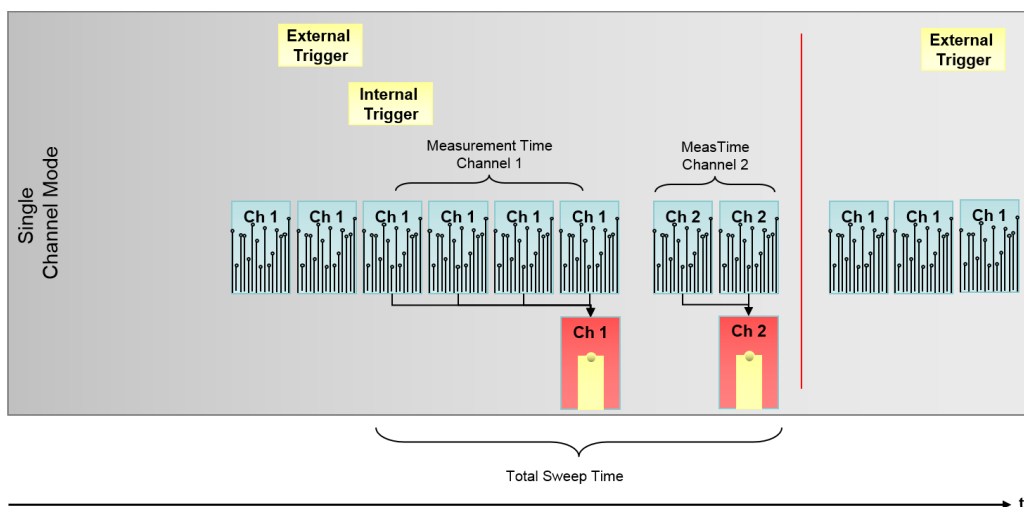 Single
Channel Mode
External
Trigger
External
Trigger
Internal
Trigger
Measurement Time
Channel 1
MeasTime
Channel 2
Ch 1
Ch 1
Ch 1
Ch 1
Ch 1
Ch 1
Ch 2
Ch 2
Ch 1
Ch 1
Ch 1
Ch 1
Ch 2
Total Sweep Time
t